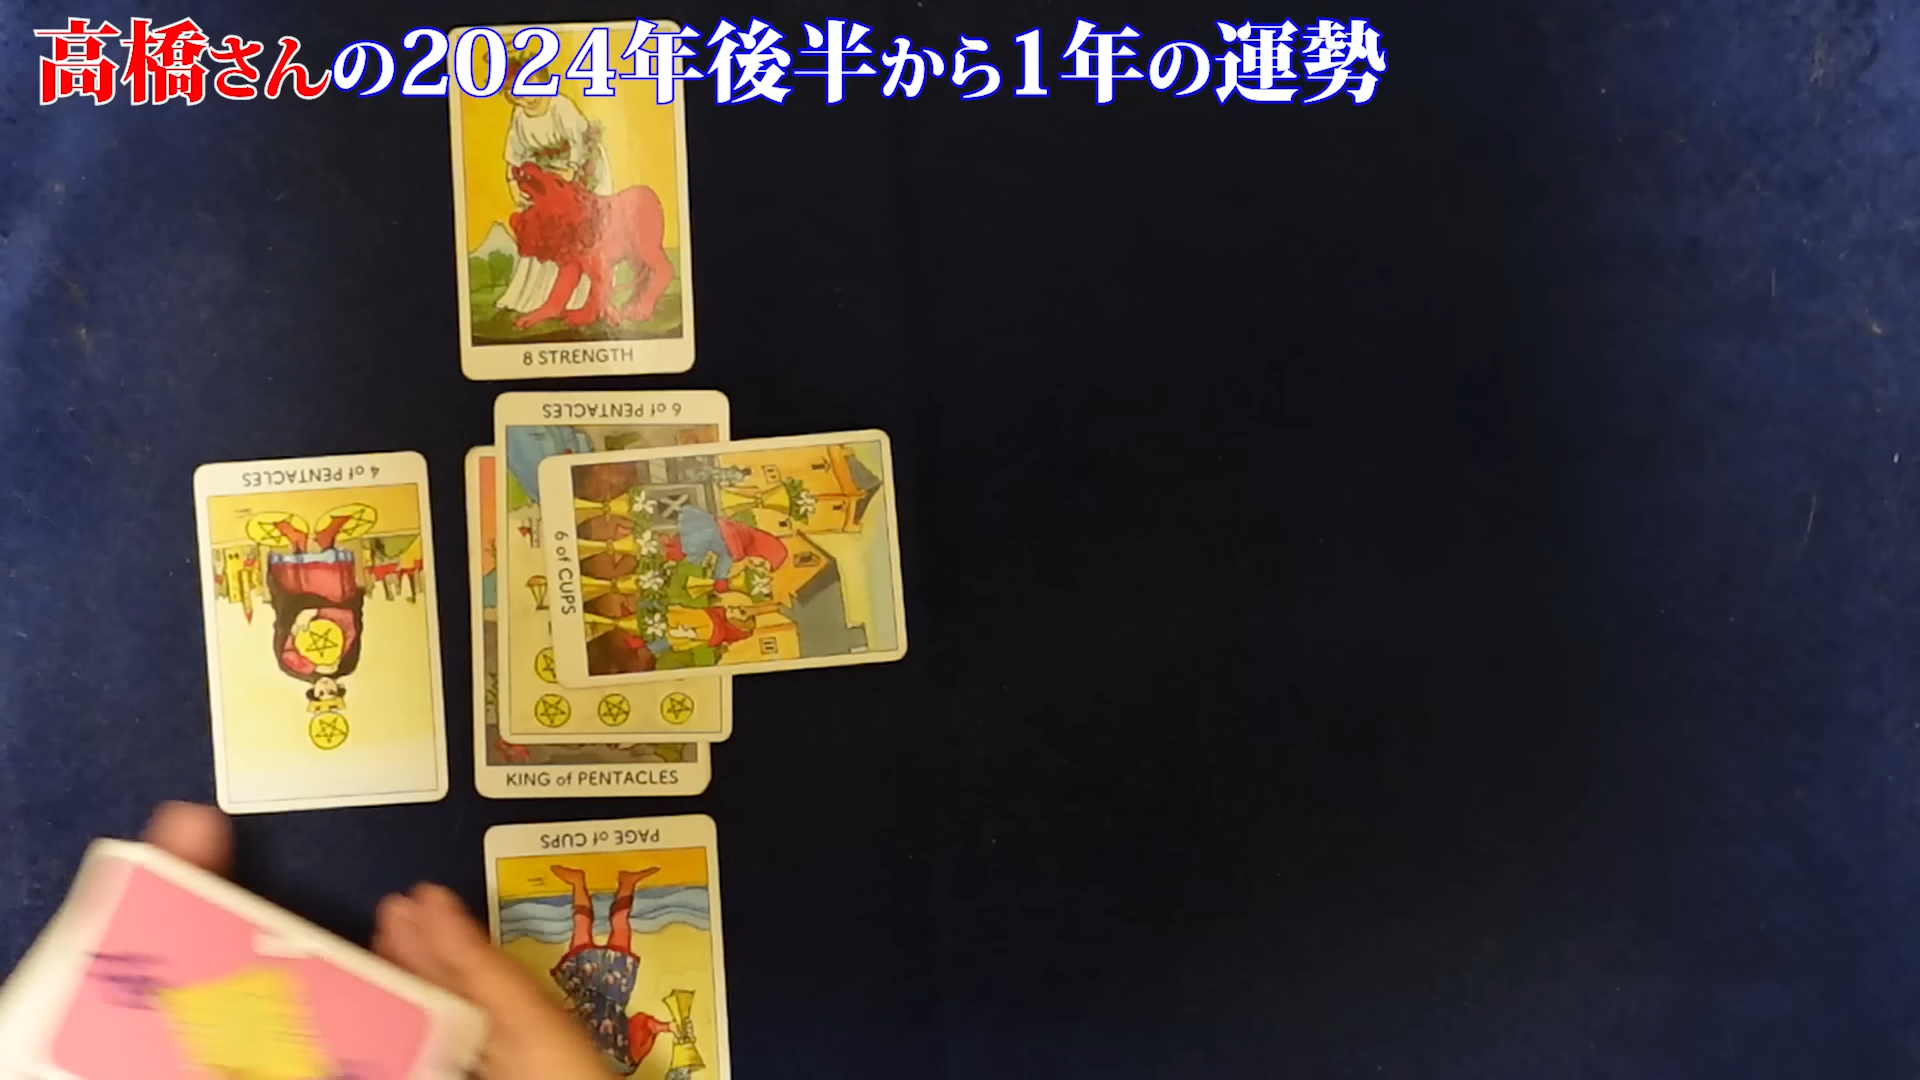 高橋さんの2024年後半から1年の運勢
8 STRENGTH
6 of PENTACLES
4 of PENTACLES
6 of CUPS
KING of PENTACLES
PAGE of CUPS